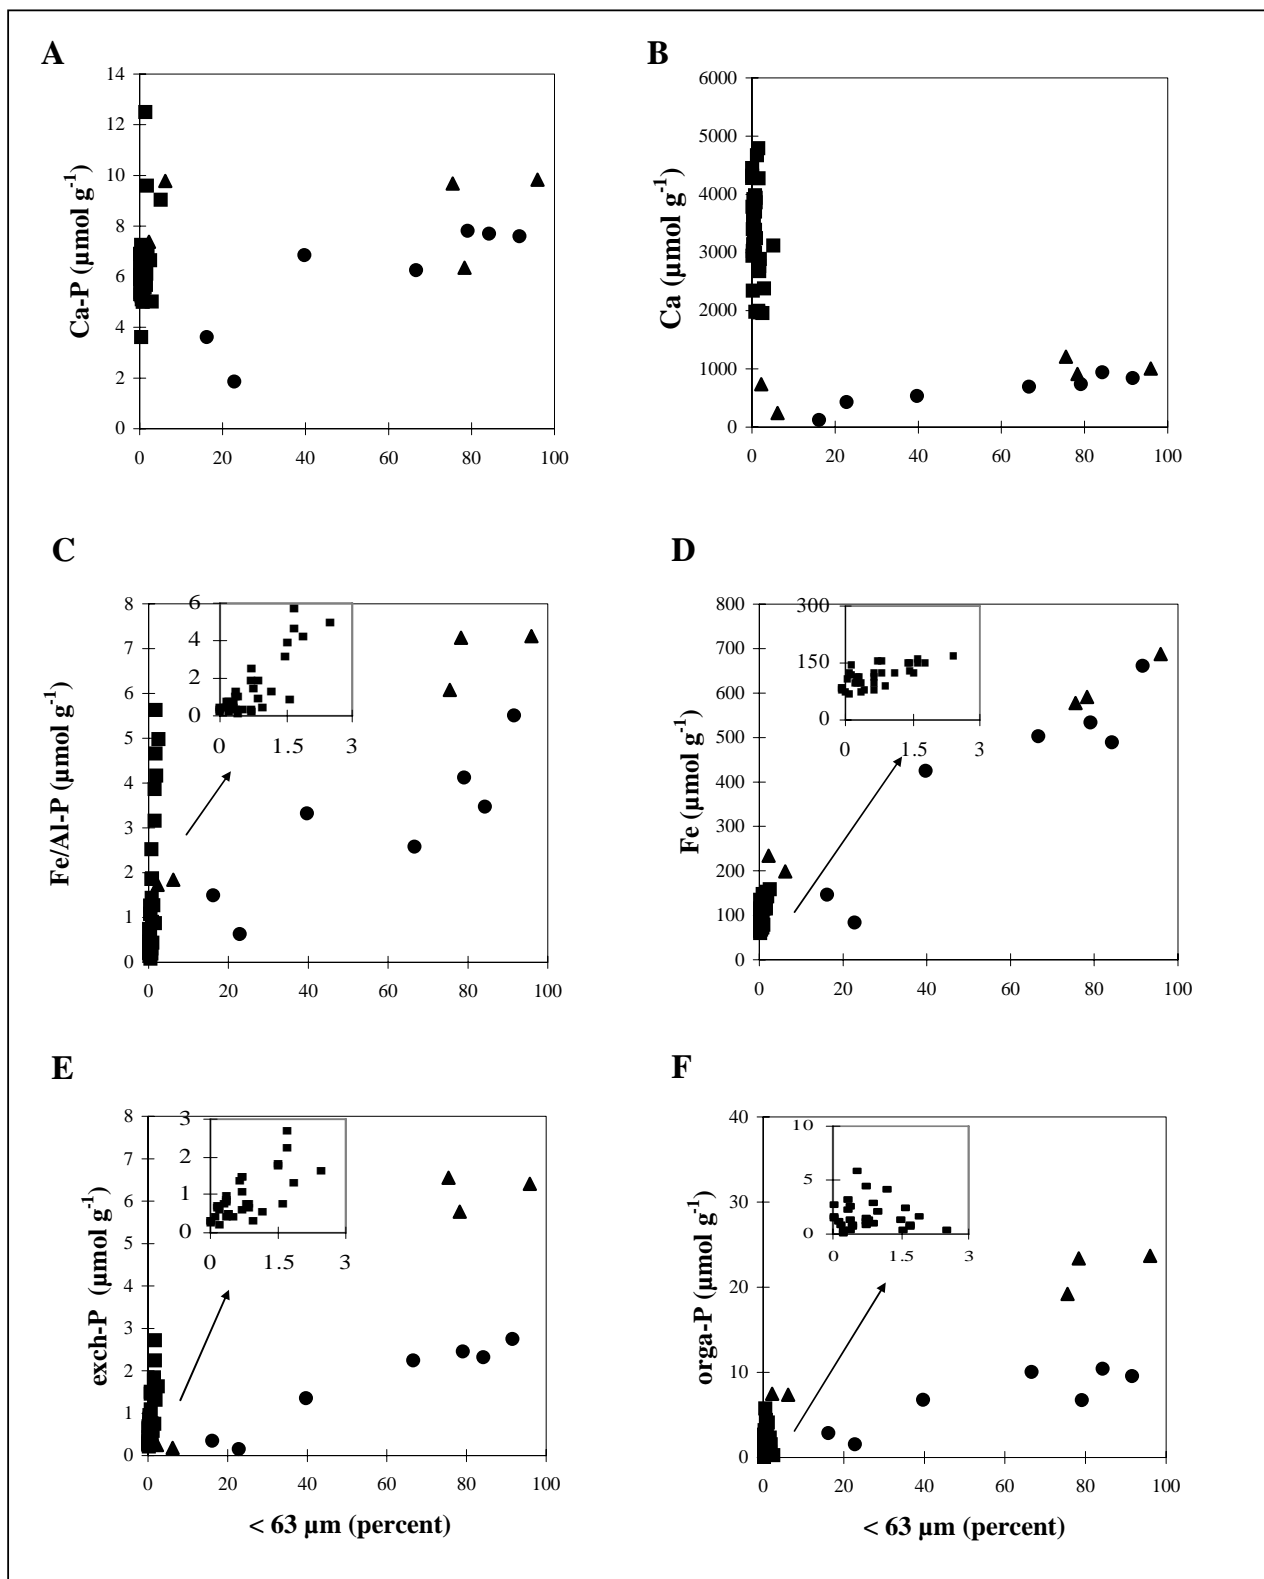 A
14
12
10
8
6
4
2
0
0 20 40 60 80 100
Ca-P (µmol g-1)
B
6000
5000
4000
3000
2000
1000
0
0 20 40 60 80 100
Ca (µmol g-1)
C
8
7
6
5
4
3
2
1
0
0 20 40 60 80 100
Fe/Al-P (µmol g-1)
6
4
2
0
0 1.5 3
D
800
700
600
500
400
300
200
100
0
0 20 40 60 80 100
Fe (µmol g-1)
300
150
0
0 1.5 3
E
8
7
6
5
4
3
2
1
0
0 20 40 60 80 100
exch-P (µmol g-1)
3
2
1
0
0 1.5 3
< 63 µm (percent)
F
40
30
20
10
0
0 20 40 60 80 100
orga-P (µmol g-1)
10
5
0
0 1.5 3
< 63 µm (percent)